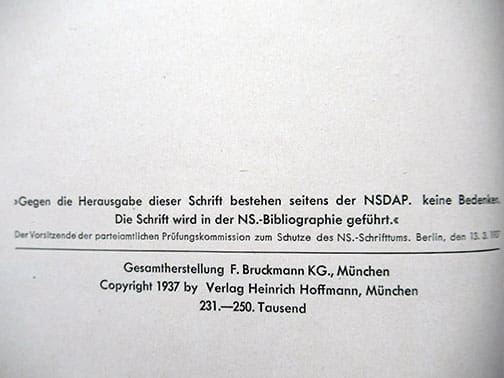 »Gegen die Herausgabe dieser Schrift bestehen seitens der NSDAP. keine Bedenken.
Die Schrift wird in der NS.-Bibliographie geführt.«
Der Vorsitzende der parteiamtlichen Prüfungskommission zum Schutze des NS.-Schrifttums. Berlin, den 13. 3. 1937
Gesamtherstellung F. Bruckmann KG., München
Copyright 1937 by Verlag Heinrich Hoffmann, München
231.—250. Tausend